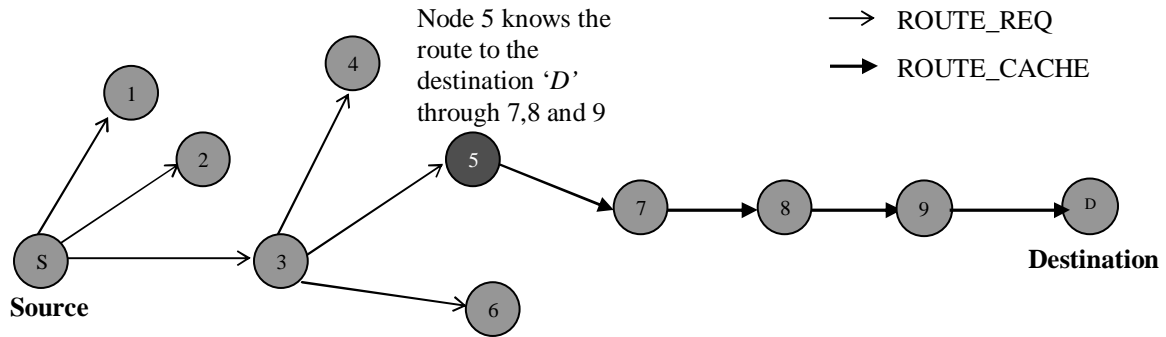 Node 5 knows the
route to the
destination ‘D’
through 7,8 and 9
ROUTE_REQ
ROUTE_CACHE
1
2
4
5
S
3
6
7
8
9
D
Source
Destination